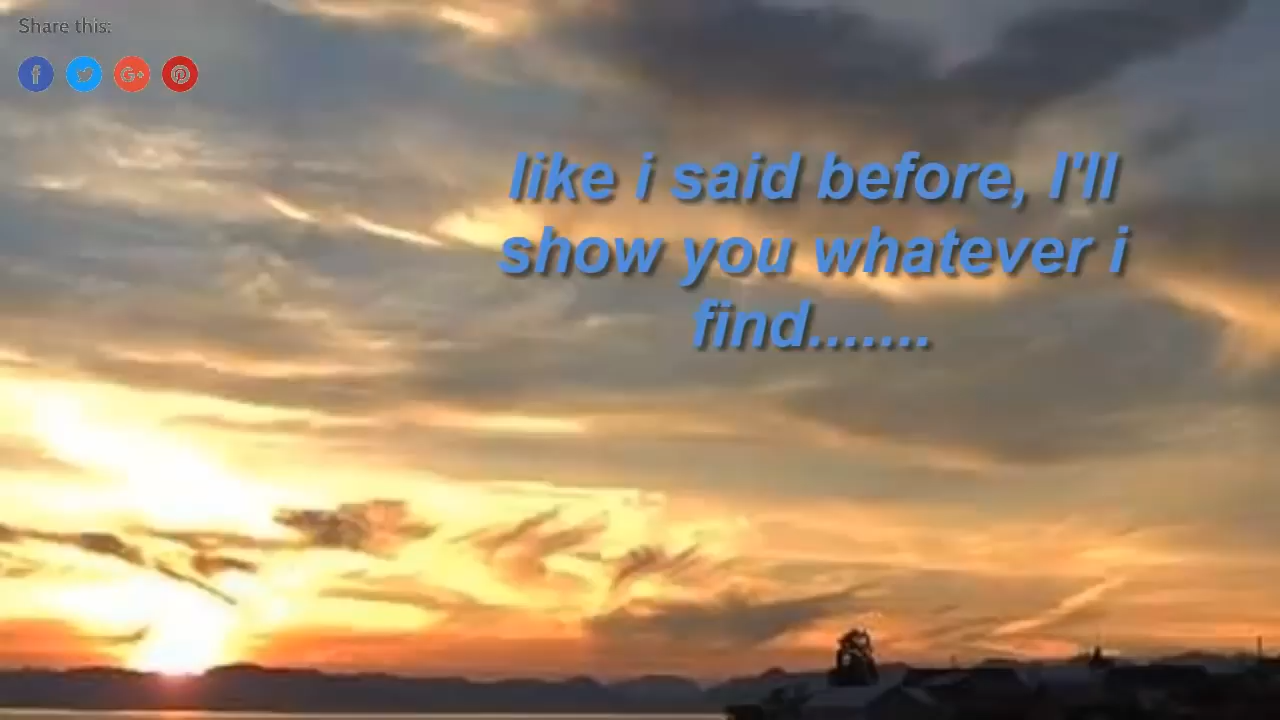 Share this:
like i said before, I'll
show you whatever i
find.......